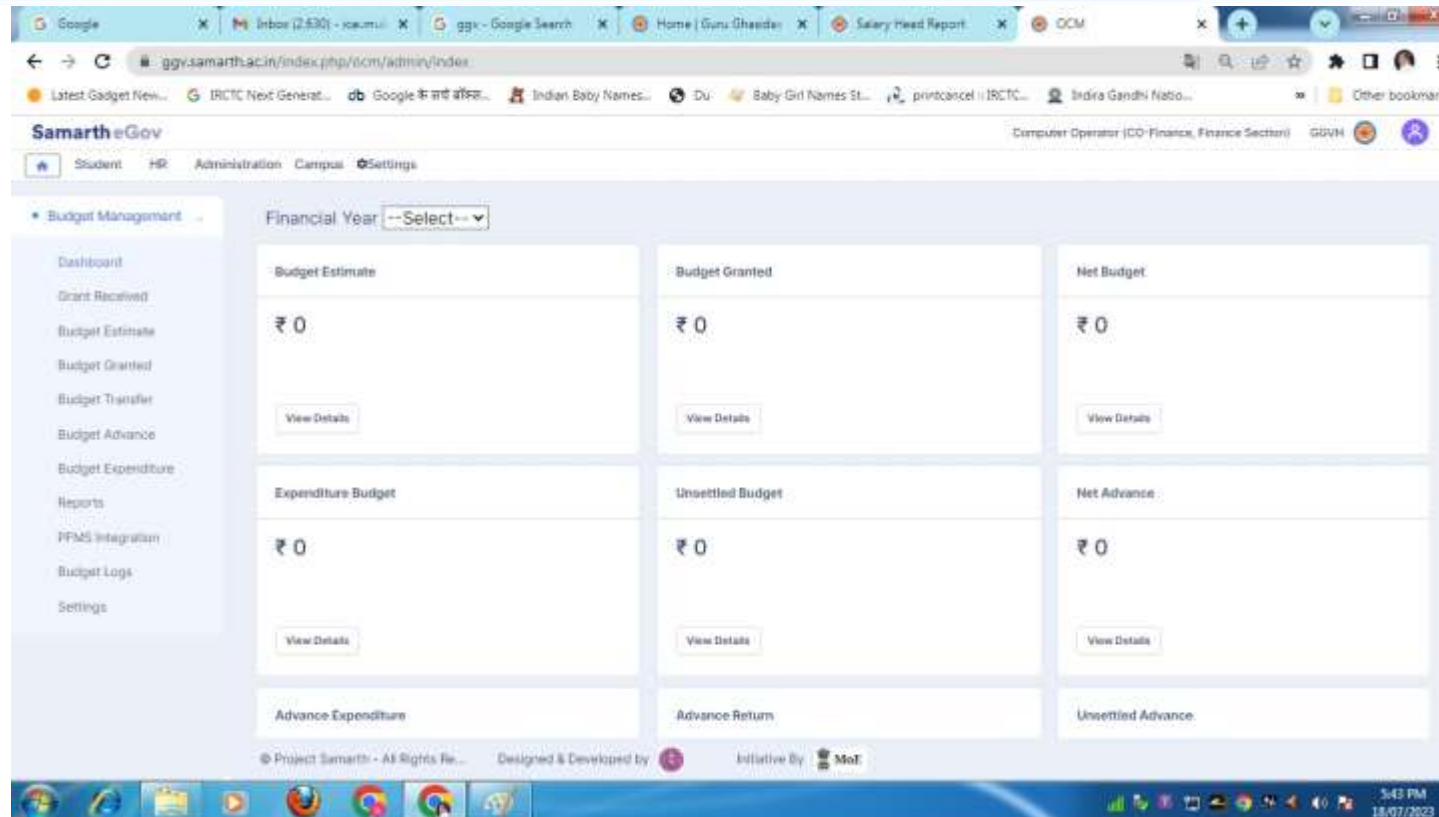 Google
Inbox (2,630) -
ggv - Google Search
Home | Guru Ghasidas
Salary Head Report
OCM
ggv.samarth.ac.in/index.php/ocm/admin/index
Latest Gadget New...
IRCTC Next Generat...
Google के सर्च बॉक्स...
Indian Baby Names...
Du
Baby Girl Names St...
printcancel :: IRCTC...
Indira Gandhi Natio...
Other bookmar
Samarth eGov
Computer Operator (CO-Finance, Finance Section)
GGVH
Student
HR
Administration
Campus
Settings
Budget Management
Financial Year --Select--
Dashboard
Grant Received
Budget Estimate
Budget Granted
Budget Transfer
Budget Advance
Budget Expenditure
Reports
PFMS Integration
Budget Logs
Settings
Budget Estimate
Budget Granted
Net Budget
₹ 0
₹ 0
₹ 0
View Details
View Details
View Details
Expenditure Budget
Unsettled Budget
Net Advance
₹ 0
₹ 0
₹ 0
View Details
View Details
View Details
Advance Expenditure
Advance Return
Unsettled Advance
© Project Samarth - All Rights Re...
Designed & Developed by
Initiative By
MoE
5:43 PM
18/07/2023